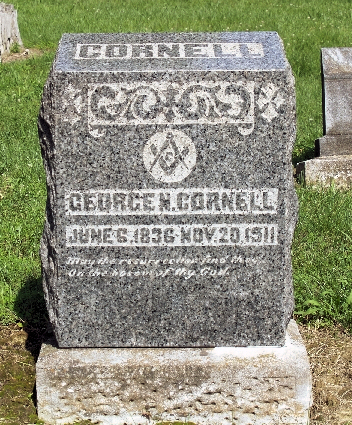 CORNELL
GEORGE N. CORNELL
JUNE 6, 1836 NOV. 20, 1911
May the resurrection find thee
On the bosom of thy God.